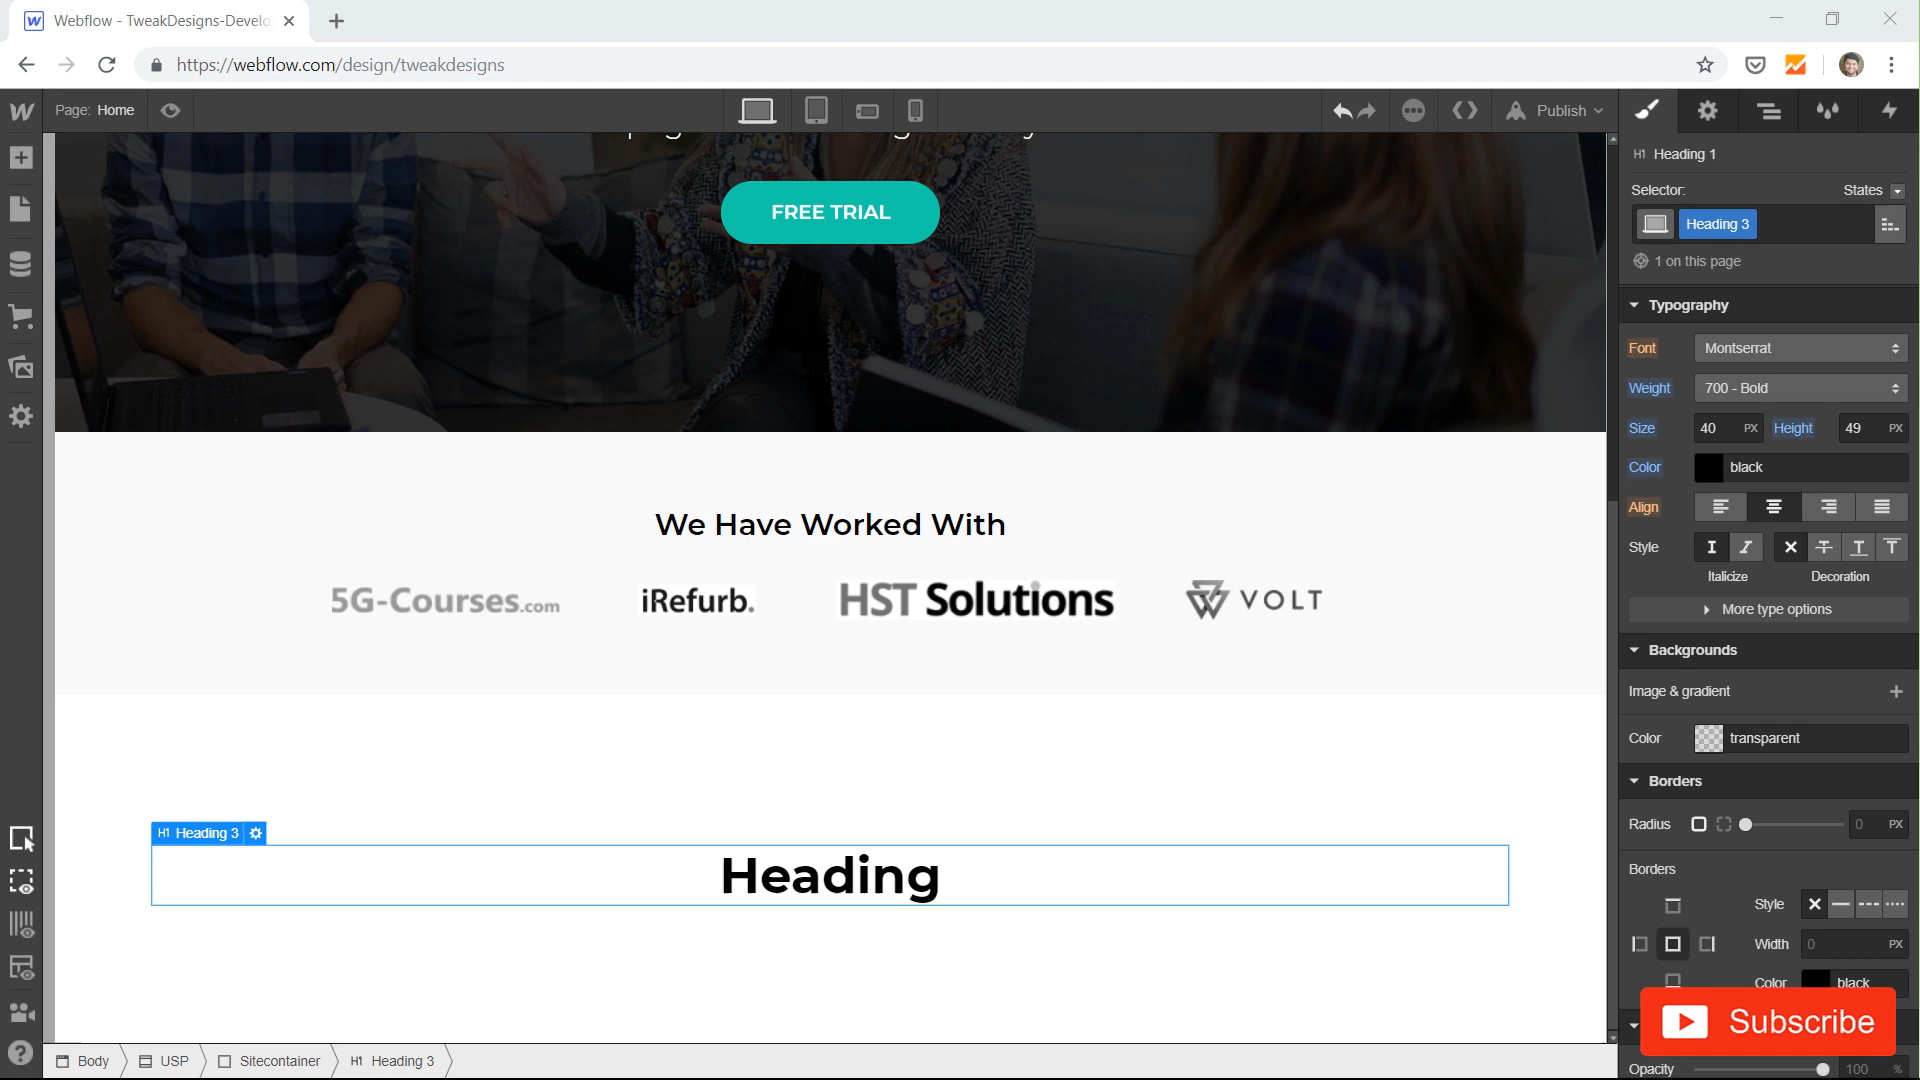 Webflow - TweakDesigns-Develo
https://webflow.com/design/tweakdesigns
Page: Home
Publish
FREE TRIAL
We Have Worked With
5G-Courses.com
iRefurb.
HST Solutions
VOLT
H1 Heading 3
Heading
Body
USP
Sitecontainer
H1 Heading 3
H1 Heading 1
Selector:
States
Heading 3
1 on this page
Typography
Font
Montserrat
Weight
700 - Bold
Size
40 PX
Height
49 PX
Color
black
Align
Style
Italicize
Decoration
More type options
Backgrounds
Image & gradient
Color
transparent
Borders
Radius
0 PX
Borders
Style
Width
0 PX
Color
black
Subscribe
Opacity
100 %